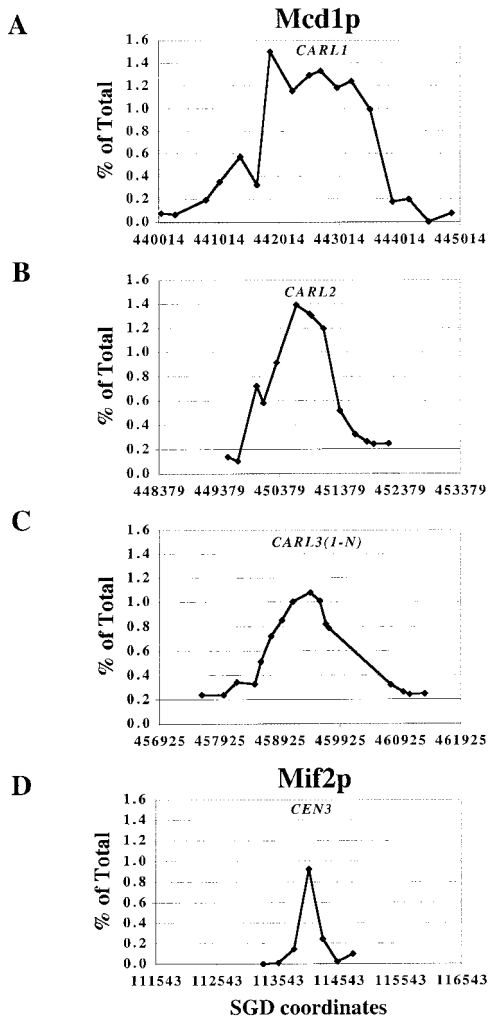 A
Mcd1p
CARL1
% of Total
1.6
1.4
1.2
1.0
0.8
0.6
0.4
0.2
0.0
440014 441014 442014 443014 444014 445014
B
CARL2
% of Total
1.6
1.4
1.2
1.0
0.8
0.6
0.4
0.2
0.0
448379 449379 450379 451379 452379 453379
C
CARL3(1-N)
% of Total
1.6
1.4
1.2
1.0
0.8
0.6
0.4
0.2
0.0
456925 457925 458925 459925 460925 461925
D
Mif2p
CEN3
% of Total
1.6
1.4
1.2
1.0
0.8
0.6
0.4
0.2
0.0
111543 112543 113543 114543 115543 116543
SGD coordinates